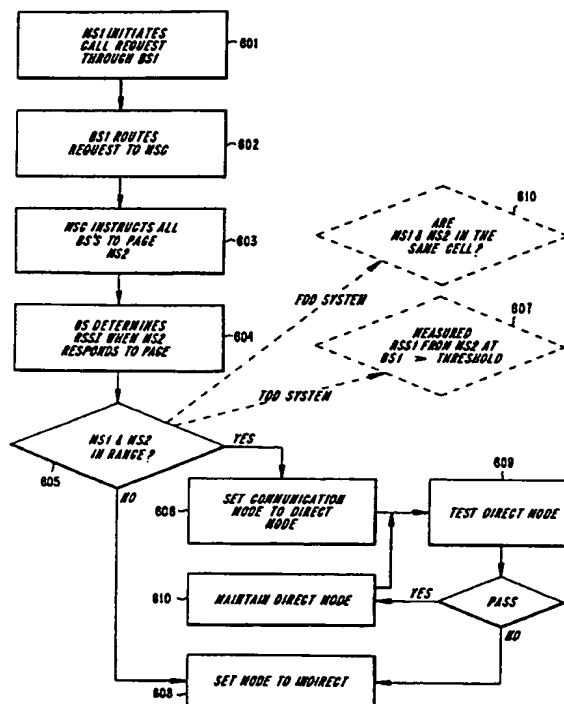 MS1 INITIATES
CALL REQUEST
THROUGH BS1
601
BS1 ROUTES
REQUEST TO MSC
602
MSC INSTRUCTS ALL
BS'S TO PAGE
MS2
603
BS DETERMINES
RSSI WHEN MS2
RESPONDS TO PAGE
604
610
ARE
MS1 & MS2 IN THE
SAME CELL?
FDD SYSTEM
607
MEASURED
RSSI FROM MS2 AT
BS1 > THRESHOLD
TDD SYSTEM
MS1 & MS2
IN RANGE?
605
YES
NO
606
SET COMMUNICATION
MODE TO DIRECT
MODE
609
TEST DIRECT MODE
610
MAINTAIN DIRECT MODE
YES
PASS
NO
608
SET MODE TO INDIRECT